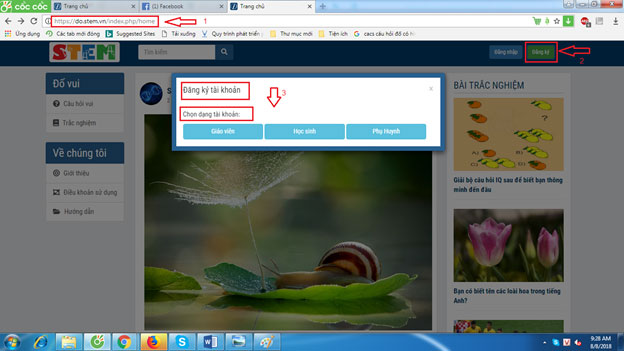 cốc cốc
Trang chủ
Facebook
Trang chủ
https://do.stem.vn/index.php/home
1
Ứng dụng
Các tab mới đóng
Suggested Sites
Tải xuống
Quy trình phát triển
Thư mục mới
Tiện ích
cacs câu hỏi đố có
STEM
Tìm kiếm
Đăng nhập
Đăng ký
2
Đố vui
Câu hỏi vui
Trắc nghiệm
Về chúng tôi
Giới thiệu
Điều khoản sử dụng
Hướng dẫn
Đăng ký tài khoản
x
3
Chọn dạng tài khoản:
Giáo viên
Học sinh
Phụ Huynh
BÀI TRẮC NGHIỆM
?
A)
B)
C)
Giải bộ câu hỏi IQ sau để biết bạn thông minh đến đâu
Bạn có biết tên các loài hoa trong tiếng Anh?
9:28 AM
8/8/2018